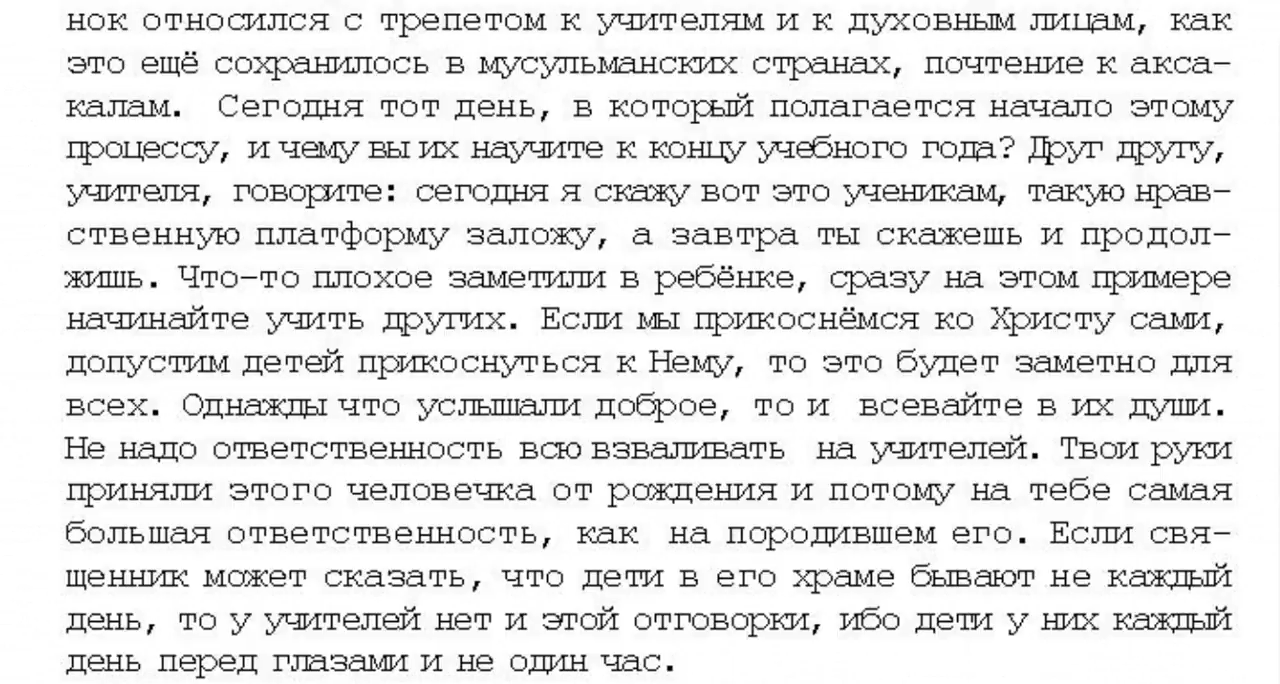 нок относился с трепетом к учителям и к духовным лицам, как
это ещё сохранилось в мусульманских странах, почтение к акса-
калам. Сегодня тот день, в который полагается начало этому
процессу, и чему вы их научите к концу учебного года? Друг другу,
учителя, говорите: сегодня я скажу вот это ученикам, такую нрав-
ственную платформу заложу, а завтра ты скажешь и продол-
жишь. Что-то плохое заметили в ребёнке, сразу на этом примере
начинайте учить других. Если мы прикоснёмся ко Христу сами,
допустим детей прикоснуться к Нему, то это будет заметно для
всех. Однажды что услышали доброе, то и всевайте в их души.
Не надо ответственность всю взваливать на учителей. Твои руки
приняли этого человечка от рождения и потому на тебе самая
большая ответственность, как на породившем его. Если свя-
щенник может сказать, что дети в его храме бывают не каждый
день, то у учителей нет и этой отговорки, ибо дети у них каждый
день перед глазами и не один час.